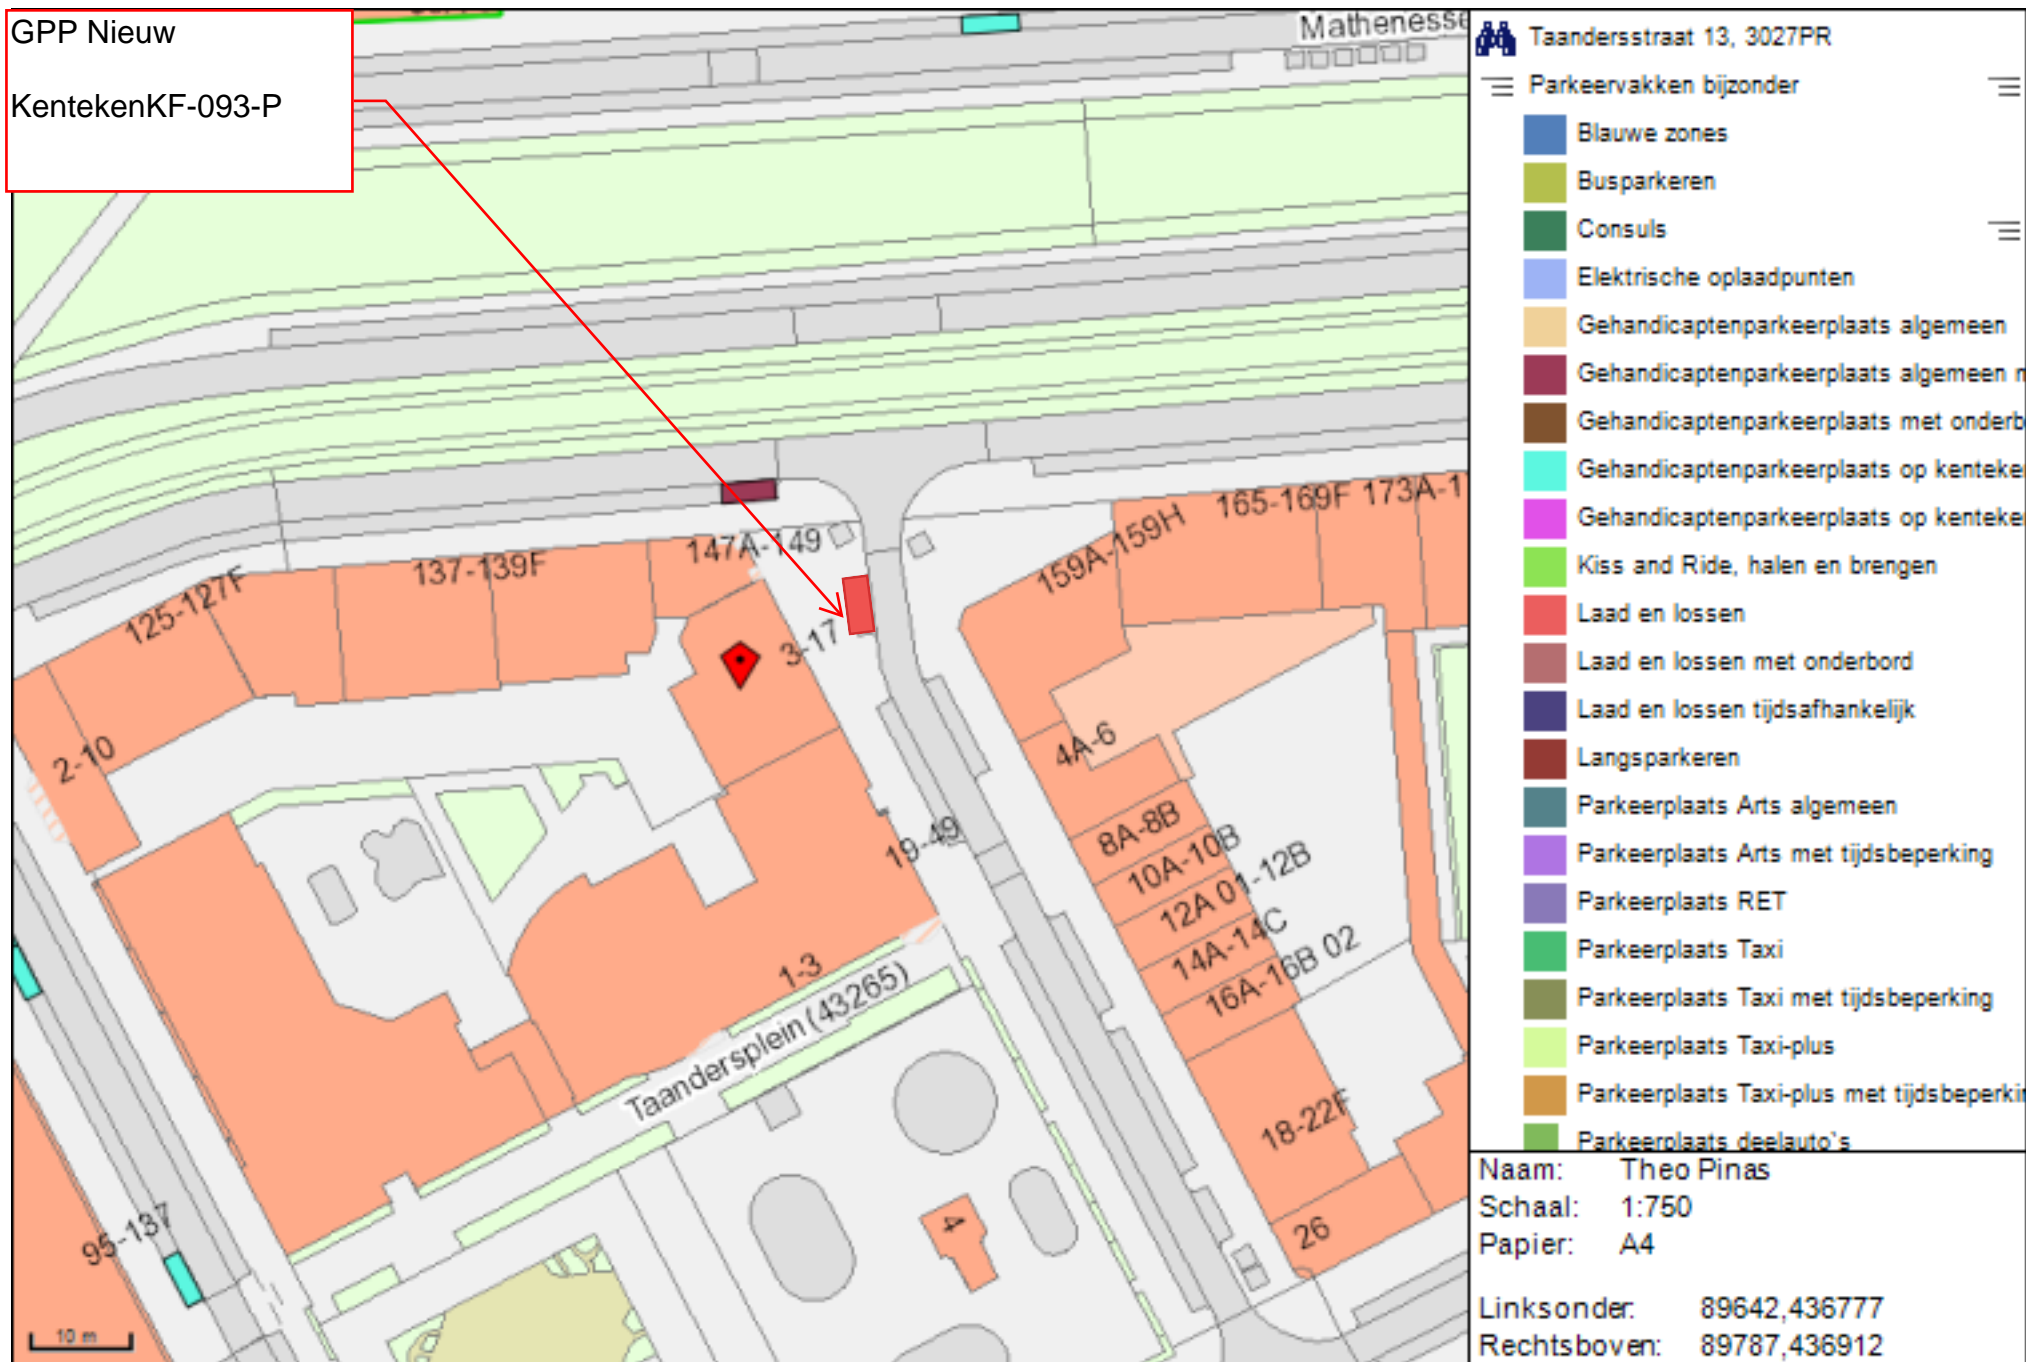 GPP Nieuw
KentekenKF-093-P
Mathenesse
147A-149
137-139F
125-127F
2-10
3-17
159A-159H
165-169F
173A-1
4A-6
8A-8B
10A-10B
12A 01-12B
14A-14C
16A-16B 02
18-22F
26
19-49
1-3
Taandersplein (43265)
4
95-137
10 m
Taandersstraat 13, 3027PR
Parkeervakken bijzonder
Blauwe zones
Busparkeren
Consuls
Elektrische oplaadpunten
Gehandicaptenparkeerplaats algemeen
Gehandicaptenparkeerplaats algemeen m
Gehandicaptenparkeerplaats met onderb
Gehandicaptenparkeerplaats op kenteke
Gehandicaptenparkeerplaats op kenteke
Kiss and Ride, halen en brengen
Laad en lossen
Laad en lossen met onderbord
Laad en lossen tijdsafhankelijk
Langsparkeren
Parkeerplaats Arts algemeen
Parkeerplaats Arts met tijdsbeperking
Parkeerplaats RET
Parkeerplaats Taxi
Parkeerplaats Taxi met tijdsbeperking
Parkeerplaats Taxi-plus
Parkeerplaats Taxi-plus met tijdsbeperkin
Parkeerplaats deelauto`s
Naam: Theo Pinas
Schaal: 1:750
Papier: A4
Linksonder: 89642,436777
Rechtsboven: 89787,436912